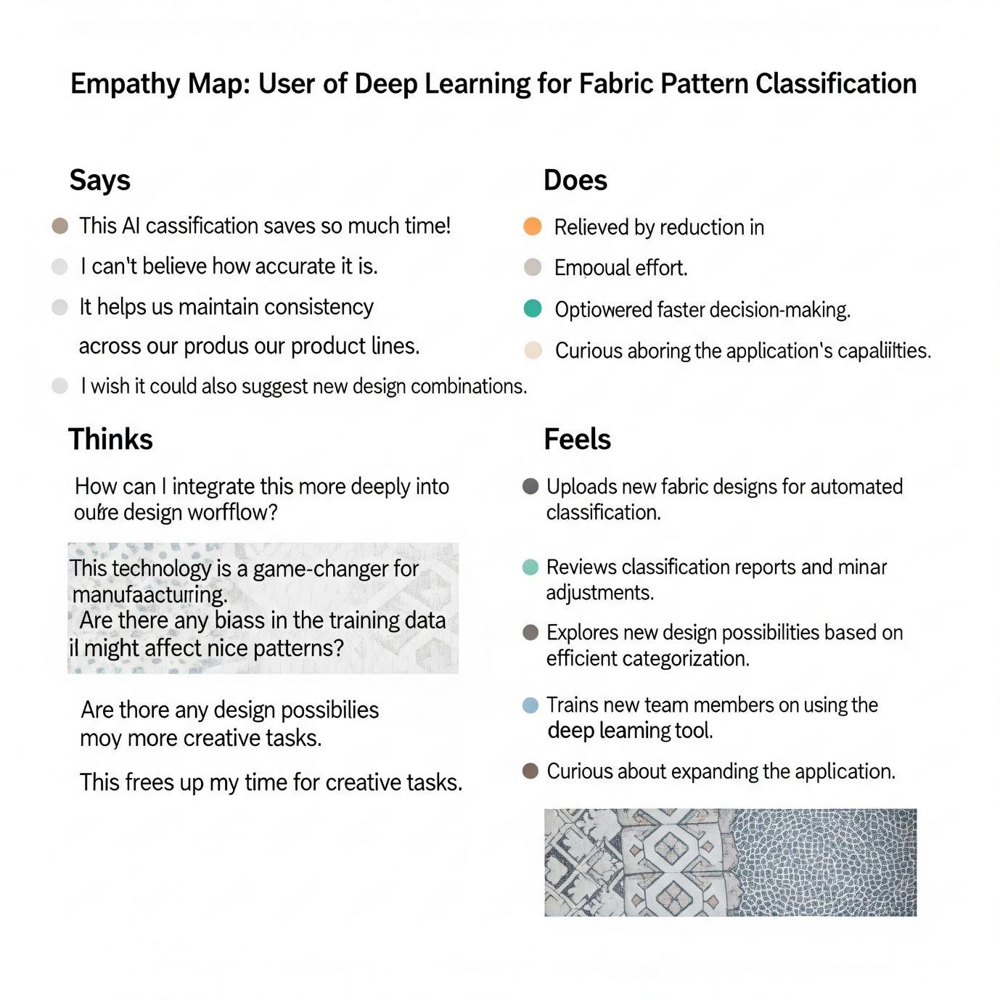 Empathy Map: User of Deep Learning for Fabric Pattern Classification
Says
This AI cassification saves so much time!
I can't believe how accurate it is.
It helps us maintain consistency
across our produs our product lines.
I wish it could also suggest new design combinations.
Does
Relieved by reduction in
Empoual effort.
Optiowered faster decision-making.
Curious aboring the application's
Thinks
How can I integrate this more deeply into
design worfflow?
This technology is a game-changer for
manufaacturing.
Are there any biass in the training data
might affect nice patterns?
Are thore any design possibilies
moy more creative tasks.
This frees up my time for creative tasks.
Feels
Uploads new fabric designs for automated
classification.
Reviews classification reports and minar
adjustments.
Explores new design possibilities based on
efficient categorization.
Trains new team members on using the
deep learning tool.
Curious about expanding the application.